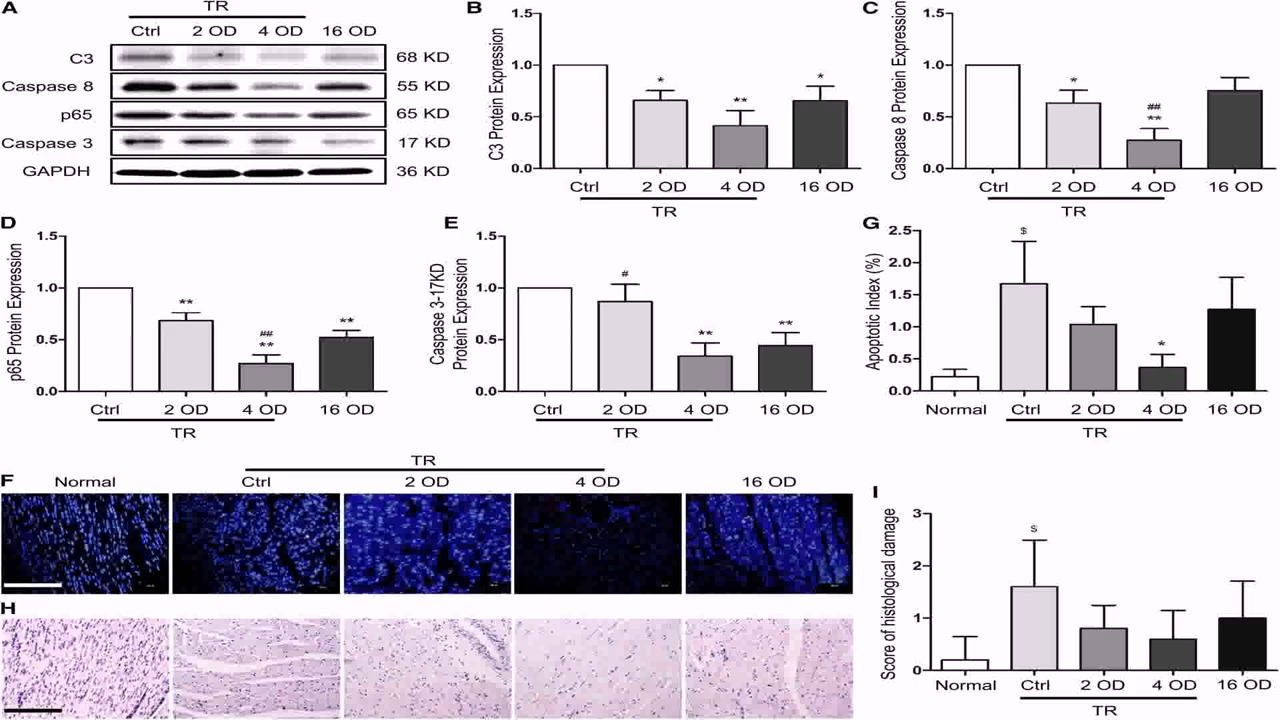 A
TR
Ctrl 2 OD 4 OD 16 OD
C3 68 KD
Caspase 8 55 KD
p65 65 KD
Caspase 3 17 KD
GAPDH 36 KD
B
C3 Protein Expression
1.5
1.0
0.5
0.0
*
**
*
Ctrl 2 OD 4 OD 16 OD
TR
C
Caspase 8 Protein Expression
1.5
1.0
0.5
0.0
*
##
**
Ctrl 2 OD 4 OD 16 OD
TR
D
p65 Protein Expression
1.5
1.0
0.5
0.0
**
##
**
**
Ctrl 2 OD 4 OD 16 OD
TR
E
Caspase 3-17KD
Protein Expression
1.5
1.0
0.5
0.0
#
**
**
Ctrl 2 OD 4 OD 16 OD
TR
G
Apoptotic Index (%)
2.5
2.0
1.5
1.0
0.5
0.0
$
*
Normal Ctrl 2 OD 4 OD 16 OD
TR
F
TR
Normal Ctrl 2 OD 4 OD 16 OD
H
I
Score of histological damage
3
2
1
0
$
Normal Ctrl 2 OD 4 OD 16 OD
TR